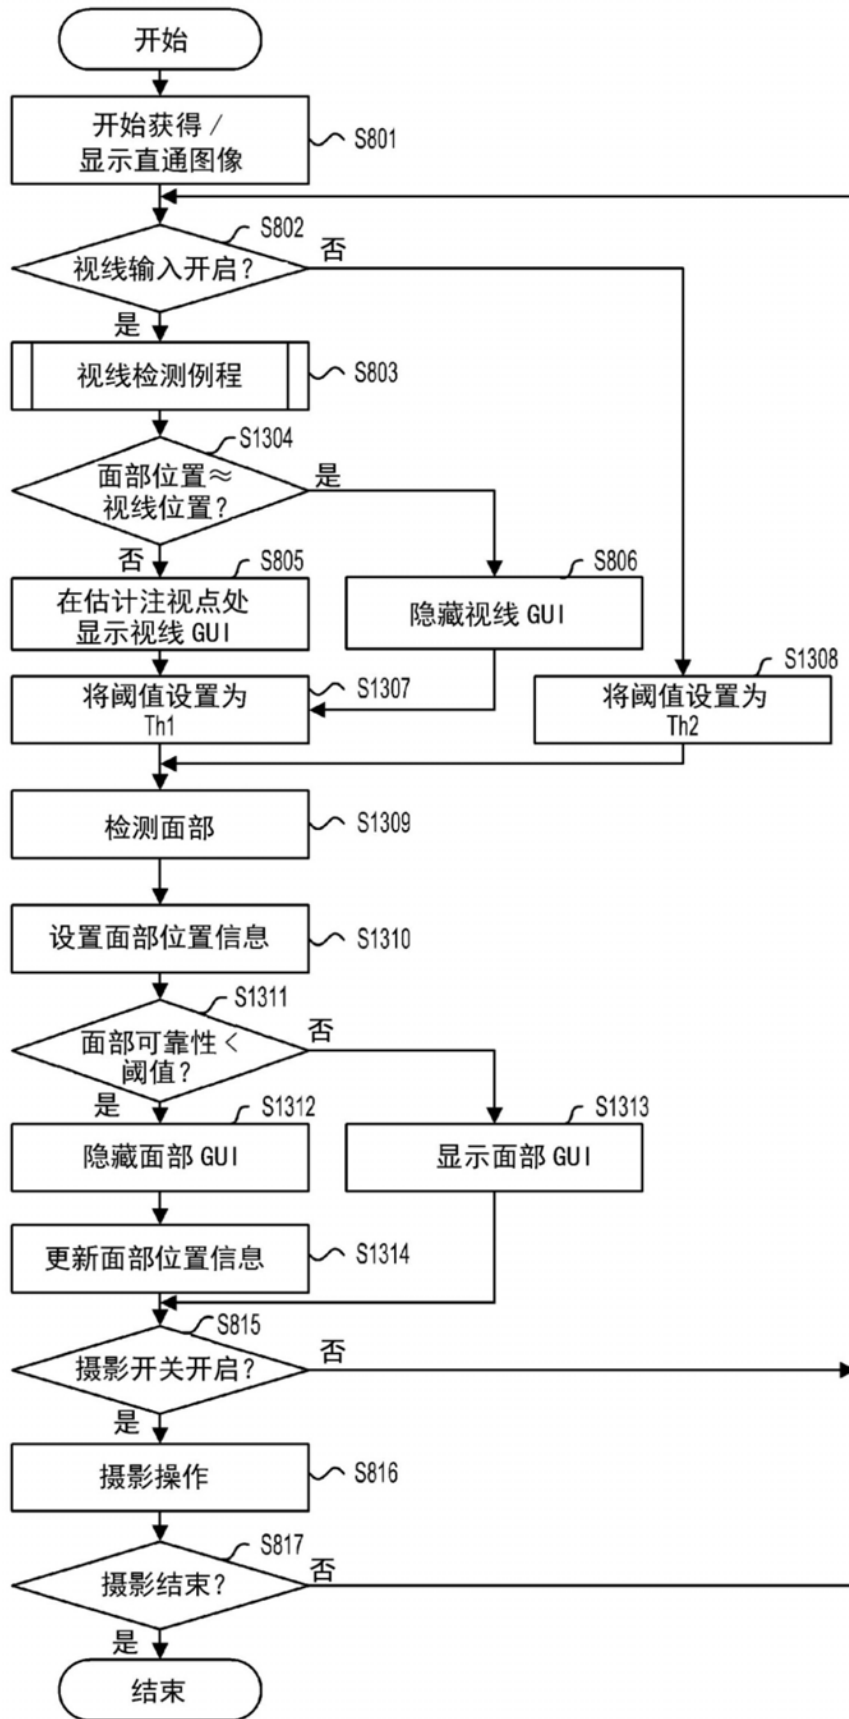 开始
开始获得 /
显示直通图像
S801
S802
视线输入开启?
否
是
视线检测例程
S803
S1304
面部位置≈
视线位置?
是
否
S805
在估计注视点处
显示视线 GUI
S806
隐藏视线 GUI
将阈值设置为
Th1
S1307
S1308
将阈值设置为
Th2
检测面部
S1309
设置面部位置信息
S1310
S1311
面部可靠性 <
阈值?
否
是
S1312
隐藏面部 GUI
S1313
显示面部 GUI
更新面部位置信息
S1314
S815
摄影开关开启?
否
是
摄影操作
S816
S817
摄影结束?
否
是
结束